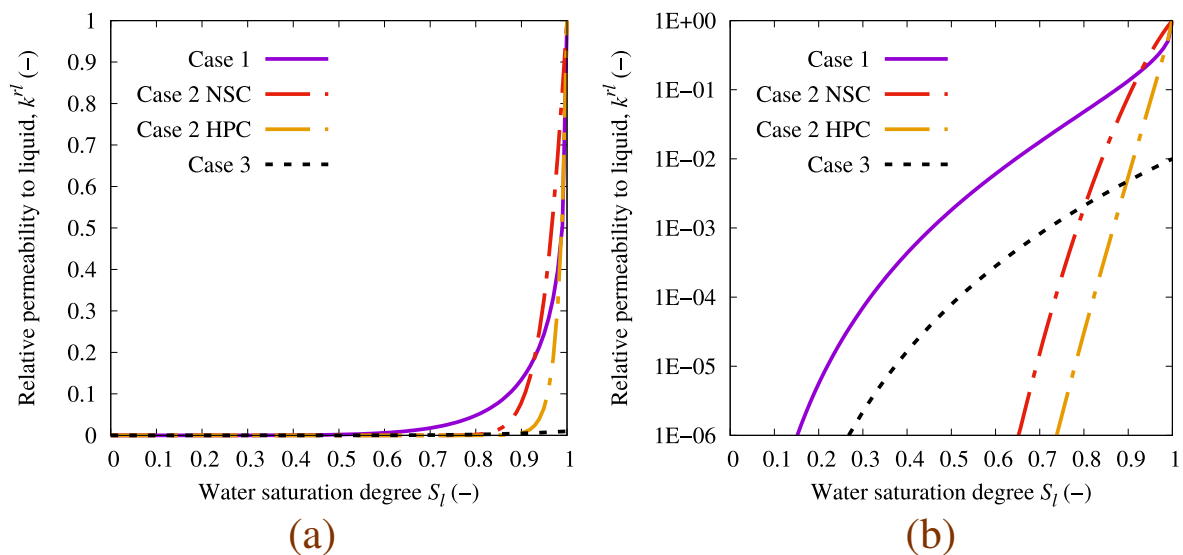 Relative permeability to liquid, k^rl (−)
1
0.9
0.8
0.7
0.6
0.5
0.4
0.3
0.2
0.1
0
Case 1
Case 2 NSC
Case 2 HPC
Case 3
0 0.1 0.2 0.3 0.4 0.5 0.6 0.7 0.8 0.9 1
Water saturation degree S_l (−)
(a)
Relative permeability to liquid, k^rl (−)
1E+00
1E−01
1E−02
1E−03
1E−04
1E−05
1E−06
Case 1
Case 2 NSC
Case 2 HPC
Case 3
0 0.1 0.2 0.3 0.4 0.5 0.6 0.7 0.8 0.9 1
Water saturation degree S_l (−)
(b)